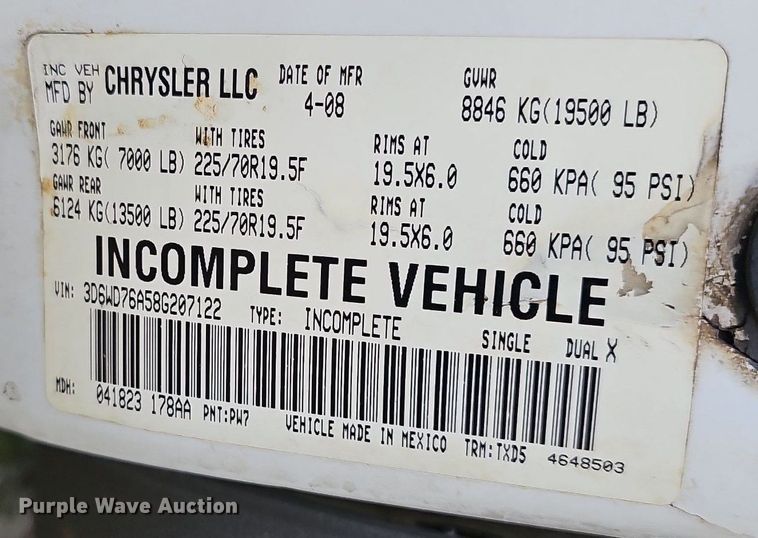 INC VEH MFD BY CHRYSLER LLC DATE OF MFR 4-08 GVWR 8846 KG(19500 LB)
GAWR FRONT WITH TIRES RIMS AT COLD
3176 KG( 7000 LB) 225/70R19.5F 19.5X6.0 660 KPA( 95 PSI)
GAWR REAR WITH TIRES RIMS AT COLD
6124 KG(13500 LB) 225/70R19.5F 19.5X6.0 660 KPA( 95 PSI)
INCOMPLETE VEHICLE
VIN: 3D6WD76A58G207122 TYPE: INCOMPLETE SINGLE DUAL X
MDH: 041823 178AA PNT:PW7 VEHICLE MADE IN MEXICO TRM:TXD5 4648503
Purple Wave Auction